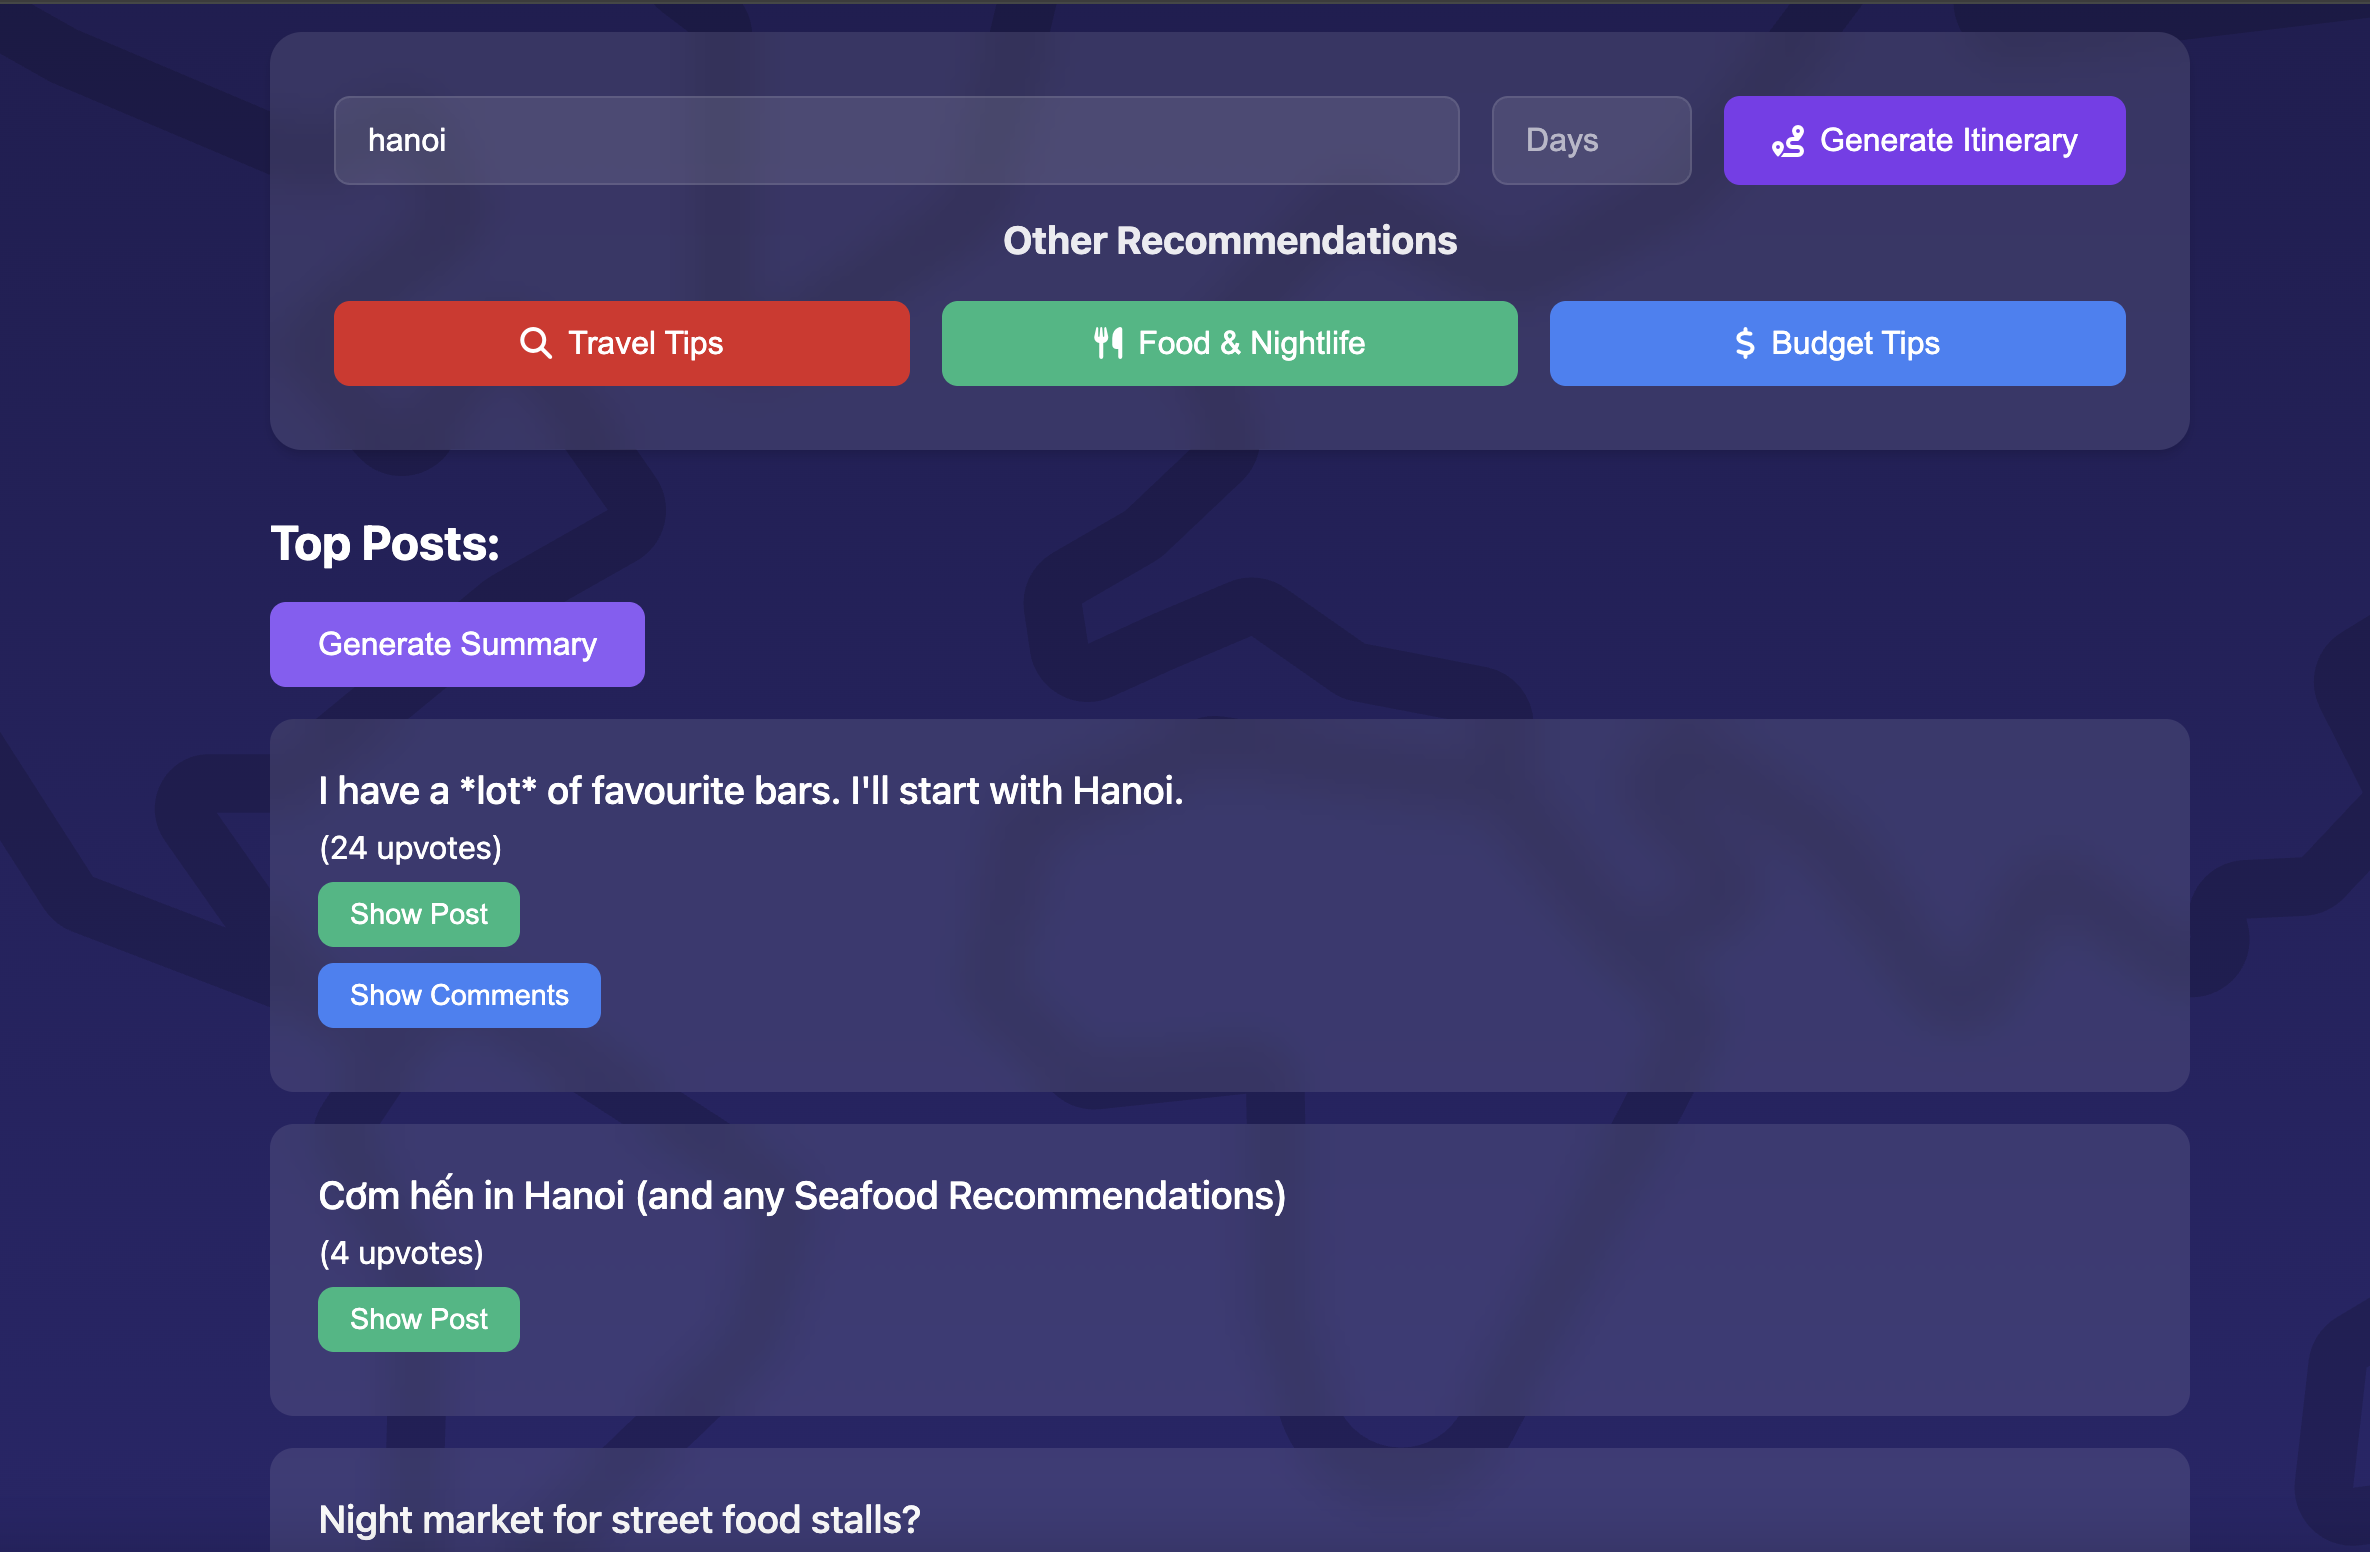 hanoi
Days
Generate Itinerary
Other Recommendations
Travel Tips
Food & Nightlife
$ Budget Tips
Top Posts:
Generate Summary
I have a *lot* of favourite bars. I'll start with Hanoi.
(24 upvotes)
Show Post
Show Comments
Cơm hến in Hanoi (and any Seafood Recommendations)
(4 upvotes)
Show Post
Night market for street food stalls?